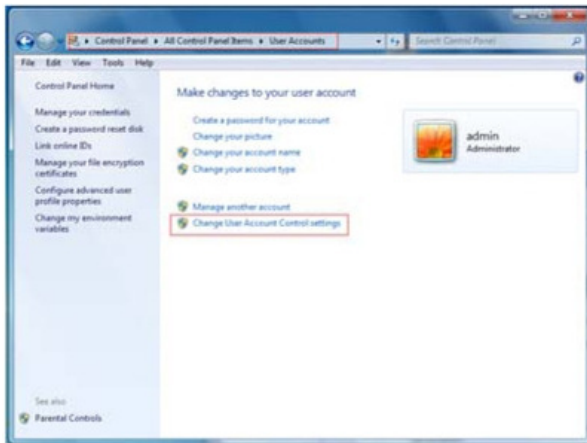 Control Panel ▸ All Control Panel Items ▸ User Accounts
Search Control Panel
File Edit View Tools Help
Control Panel Home
Manage your credentials
Create a password reset disk
Link online IDs
Manage your file encryption
certificates
Configure advanced user
profile properties
Change my environment
variables
See also
Parental Controls
Make changes to your user account
Create a password for your account
Change your picture
Change your account name
Change your account type
Manage another account
Change User Account Control settings
admin
Administrator